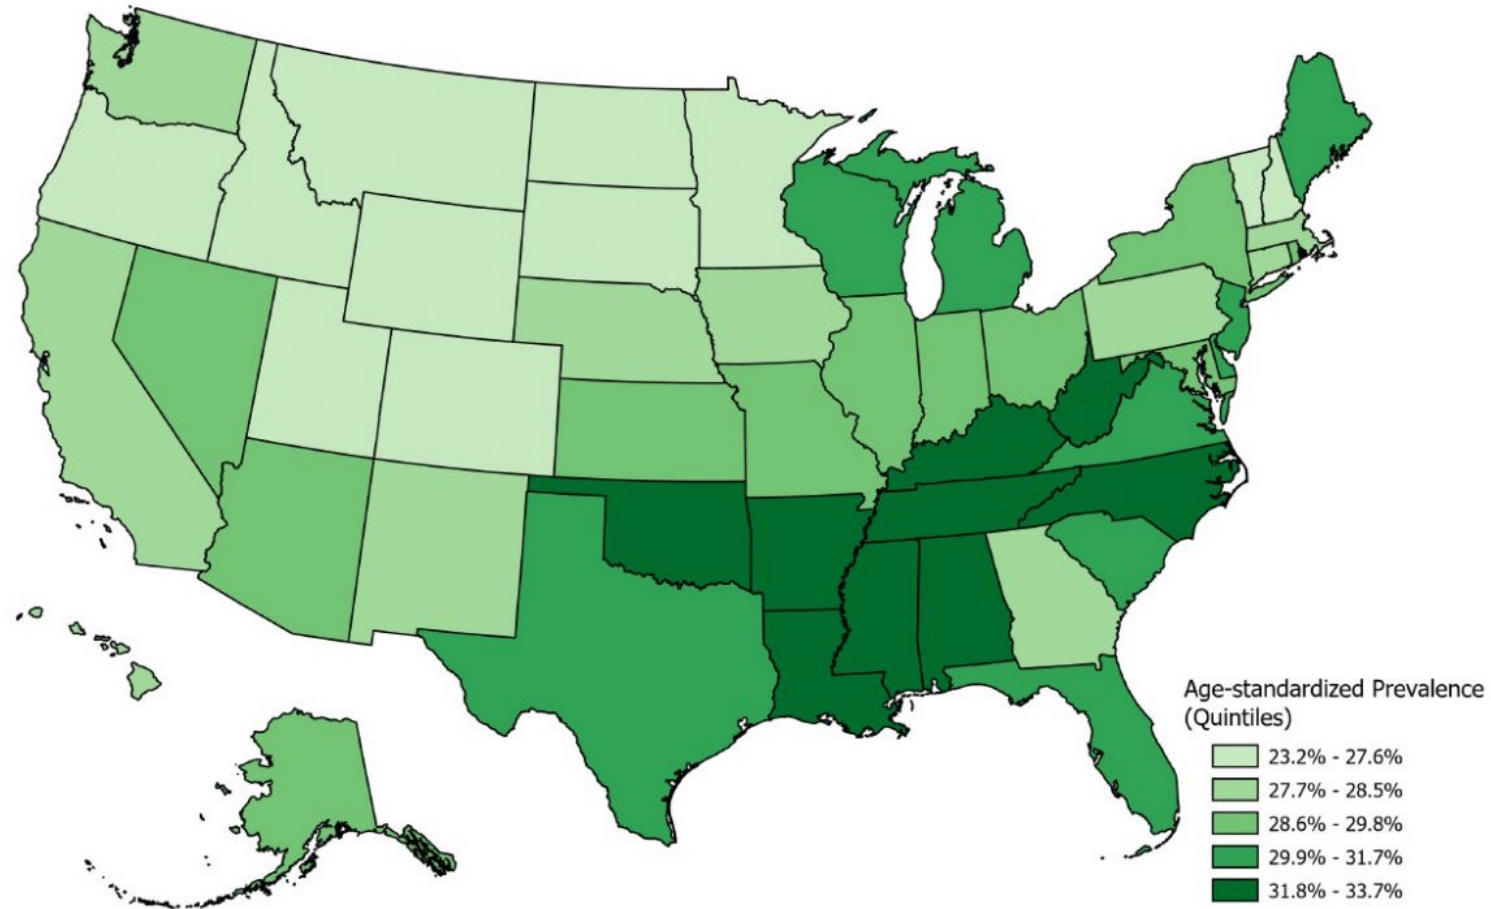 Age-standardized Prevalence
(Quintiles)
23.2% - 27.6%
27.7% - 28.5%
28.6% - 29.8%
29.9% - 31.7%
31.8% - 33.7%